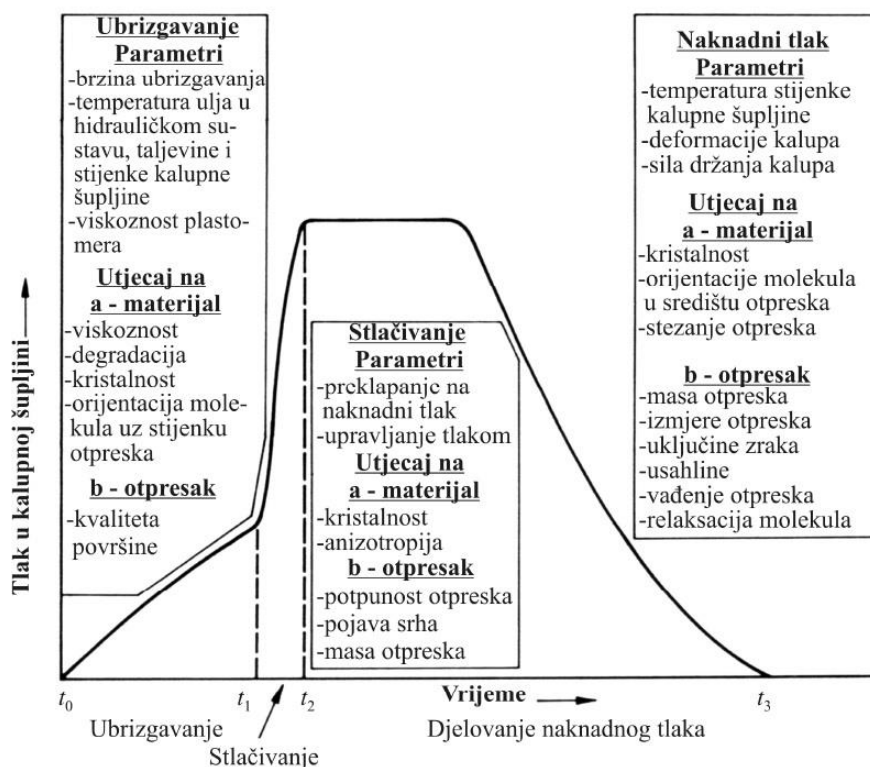 Ubrizgavanje
Parametri
-brzina ubrizgavanja
-temperatura ulja u
hidrauličkom su-
stavu, taljevine i
stijenke kalupne
šupljine
-viskoznost plasto-
mera
Utjecaj na
a - materijal
-viskoznost
-degradacija
-kristalnost
-orijentacija mole-
kula uz stijenku
otpreska
b - otpresak
-kvaliteta
površine
Stlačivanje
Parametri
-preklapanje na
naknadni tlak
-upravljanje tlakom
Utjecaj na
a - materijal
-kristalnost
-anizotropija
b - otpresak
-potpunost otpreska
-pojava srha
-masa otpreska
Naknadni tlak
Parametri
-temperatura stijenke
kalupne šupljine
-deformacije kalupa
-sila držanja kalupa
Utjecaj na
a - materijal
-kristalnost
-orijentacije molekula
u središtu otpreska
-stezanje otpreska
b - otpresak
-masa otpreska
-izmjere otpreska
-uključine zraka
-usahline
-vađenje otpreska
-relaksacija molekula
Tlak u kalupnoj šupljini
t0
t1
t2
Vrijeme
t3
Ubrizgavanje
Stlačivanje
Djelovanje naknadnog tlaka